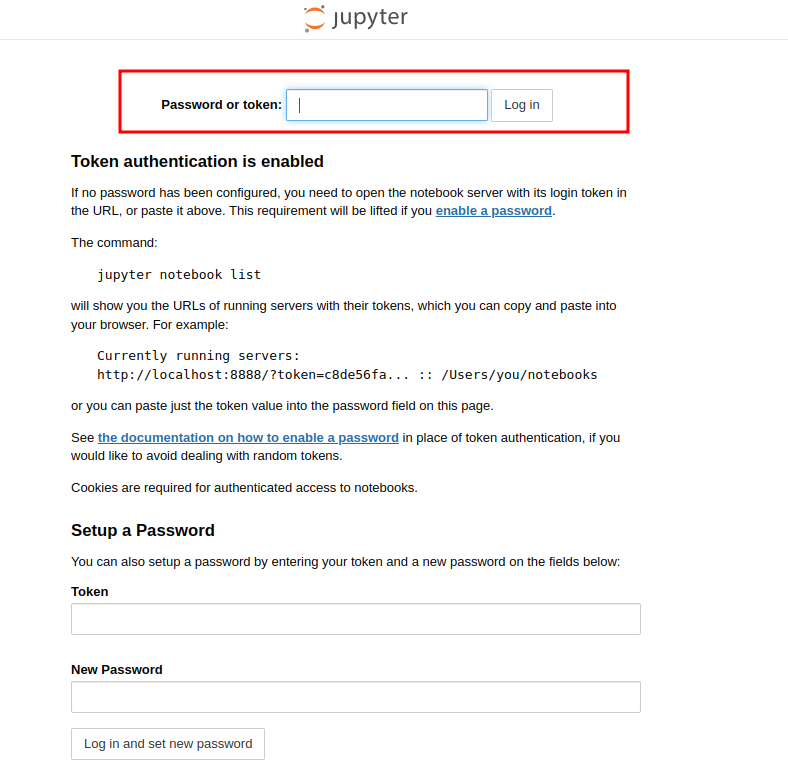 jupyter
Password or token: Log in
Token authentication is enabled
If no password has been configured, you need to open the notebook server with its login token in
the URL, or paste it above. This requirement will be lifted if you enable a password.
The command:
jupyter notebook list
will show you the URLs of running servers with their tokens, which you can copy and paste into
your browser. For example:
Currently running servers:
http://localhost:8888/?token=c8de56fa... :: /Users/you/notebooks
or you can paste just the token value into the password field on this page.
See the documentation on how to enable a password in place of token authentication, if you
would like to avoid dealing with random tokens.
Cookies are required for authenticated access to notebooks.
Setup a Password
You can also setup a password by entering your token and a new password on the fields below:
Token
New Password
Log in and set new password